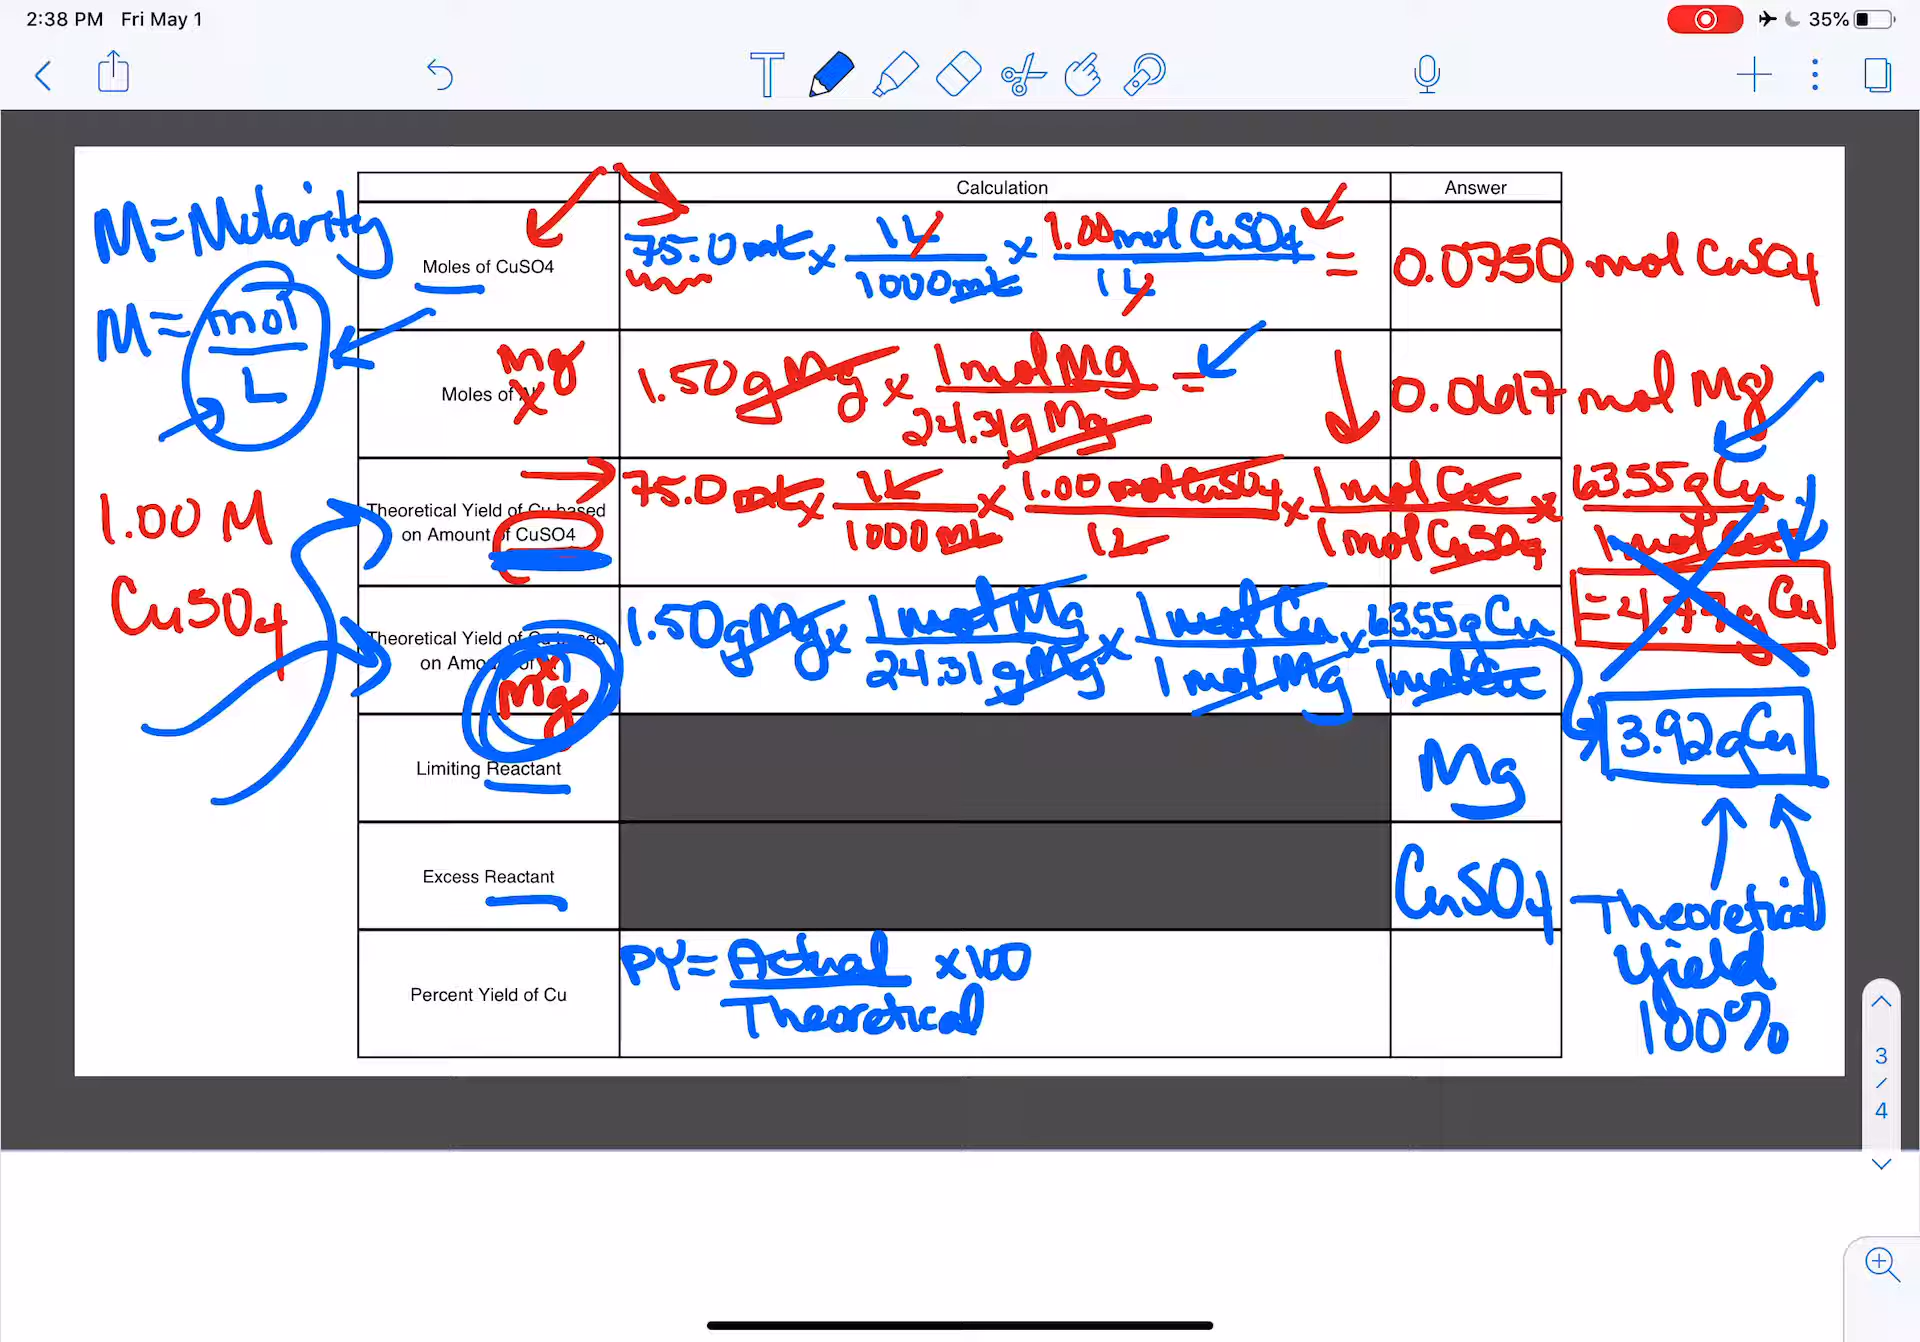 2:38 PM Fri May 1
35%
Calculation
Answer
M=Molarity
M=mol
L
1.00 M
CuSO4
Moles of CuSO4
75.0 mL x 1L x 1.00 mol CuSO4 =
1000 mL 1L
0.0750 mol CuSO4
Moles of
Mg
x
1.50 g Mg x 1 mol Mg =
24.31 g Mg
0.0617 mol Mg
Theoretical Yield of Cu based
on Amount of CuSO4
75.0 mL x 1L x 1.00 mol CuSO4 x 1 mol Cu x 63.55 g Cu
1000 mL 1L 1 mol CuSO4 1 mol Cu
= 4.77 g Cu
Theoretical Yield of Cu based
on Amount of
Mg
1.50 g Mg x 1 mol Mg x 1 mol Cu x 63.55 g Cu
24.31 g Mg 1 mol Mg 1 mol Cu
3.92 g Cu
Limiting Reactant
Mg
Excess Reactant
CuSO4
Theoretical
Yield
100%
Percent Yield of Cu
PY = Actual x100
Theoretical
3
/
4